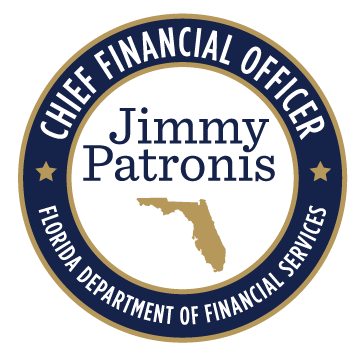 CHIEF FINANCIAL OFFICER
Jimmy
Patronis
FLORIDA DEPARTMENT OF FINANCIAL SERVICES